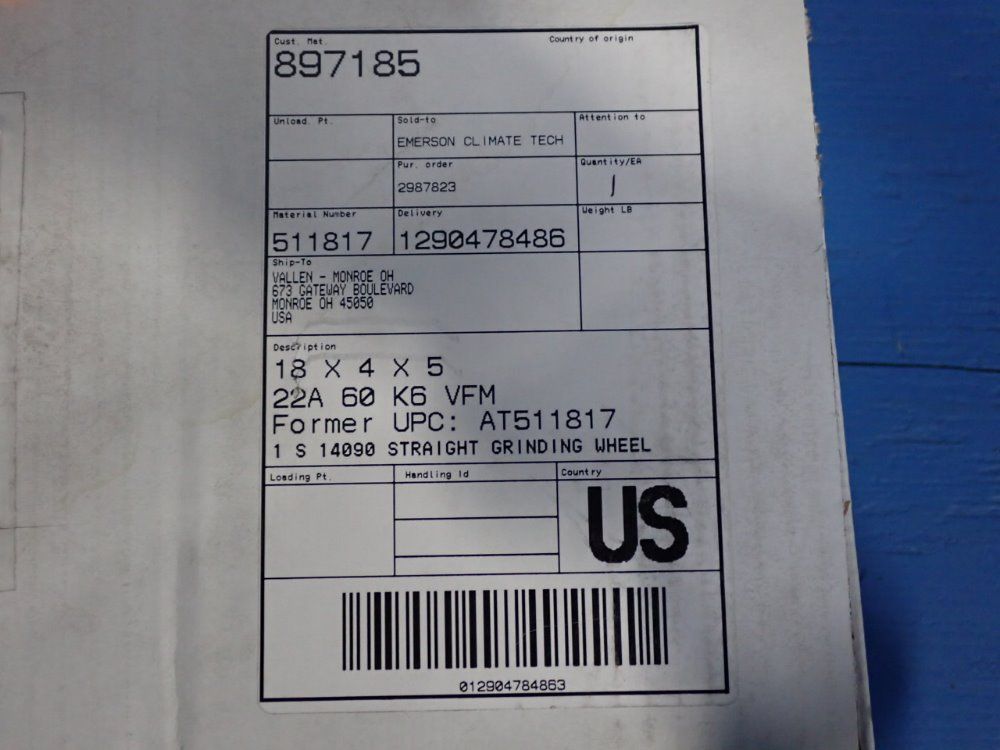 Cust. Mat.
Country of origin
897185
Unload. Pt.
Sold-to
Attention to
EMERSON CLIMATE TECH
Pur. order
Quantity/EA
2987823
1
Material Number
Delivery
Weight LB
511817
1290478486
Ship-To
VALLEN - MONROE OH
673 GATEWAY BOULEVARD
MONROE OH 45050
USA
Description
18 X 4 X 5
22A 60 K6 VFM
Former UPC: AT511817
1 S 14090 STRAIGHT GRINDING WHEEL
Loading Pt.
Handling Id
Country
US
012904784863